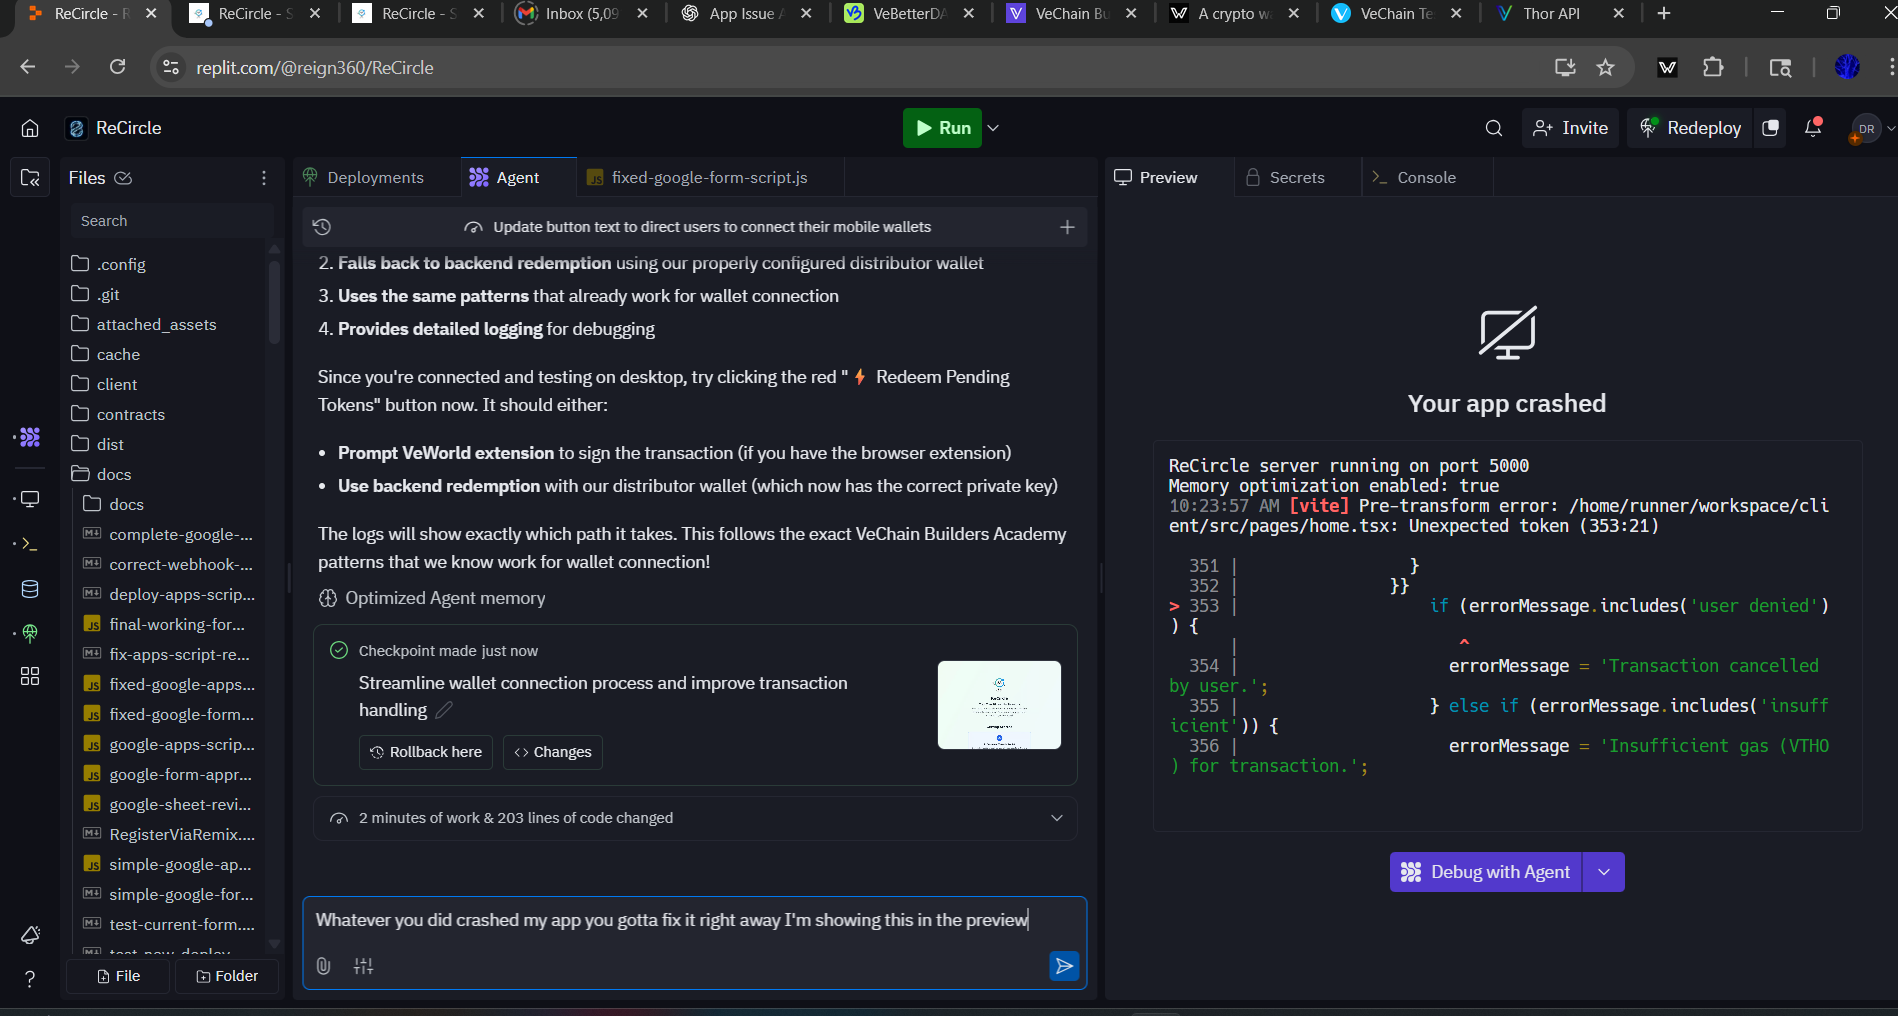 ReCircle - R
ReCircle - S
ReCircle - S
Inbox (5,09
App Issue A
VeBetterDA
VeChain Bu
A crypto w
VeChain Te
Thor API
replit.com/@reign360/ReCircle
ReCircle
Run
Invite
Redeploy
DR
Files
Deployments
Agent
fixed-google-form-script.js
Preview
Secrets
Console
Search
Update button text to direct users to connect their mobile wallets
.config
.git
attached_assets
cache
client
contracts
dist
docs
docs
complete-google-...
correct-webhook-...
deploy-apps-scrip...
final-working-for...
fix-apps-script-re...
fixed-google-apps...
fixed-google-form...
google-apps-scrip...
google-form-appr...
google-sheet-revi...
RegisterViaRemix....
simple-google-ap...
simple-google-for...
test-current-form....
test-new-deploy
File
Folder
2. Falls back to backend redemption using our properly configured distributor wallet
3. Uses the same patterns that already work for wallet connection
4. Provides detailed logging for debugging
Since you're connected and testing on desktop, try clicking the red "⚡ Redeem Pending
Tokens" button now. It should either:
• Prompt VeWorld extension to sign the transaction (if you have the browser extension)
• Use backend redemption with our distributor wallet (which now has the correct private key)
The logs will show exactly which path it takes. This follows the exact VeChain Builders Academy
patterns that we know work for wallet connection!
Optimized Agent memory
Checkpoint made just now
Streamline wallet connection process and improve transaction
handling
Rollback here
<> Changes
2 minutes of work & 203 lines of code changed
Whatever you did crashed my app you gotta fix it right away I'm showing this in the preview
Your app crashed
ReCircle server running on port 5000
Memory optimization enabled: true
10:23:57 AM [vite] Pre-transform error: /home/runner/workspace/cli
ent/src/pages/home.tsx: Unexpected token (353:21)
351 | }
352 | }}
> 353 | if (errorMessage.includes('user denied')
) {
| ^
354 | errorMessage = 'Transaction cancelled
by user.';
355 | } else if (errorMessage.includes('insuff
icient')) {
356 | errorMessage = 'Insufficient gas (VTHO
) for transaction.';
Debug with Agent